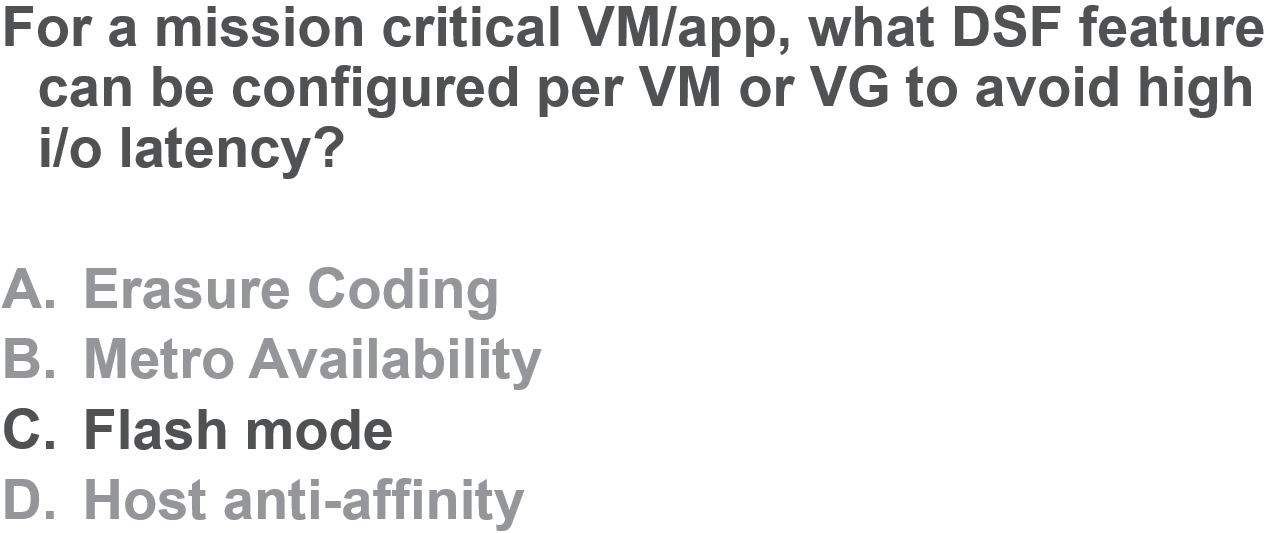 For a mission critical VM/app, what DSF feature
can be configured per VM or VG to avoid high
i/o latency?
A. Erasure Coding
B. Metro Availability
C. Flash mode
D. Host anti-affinity